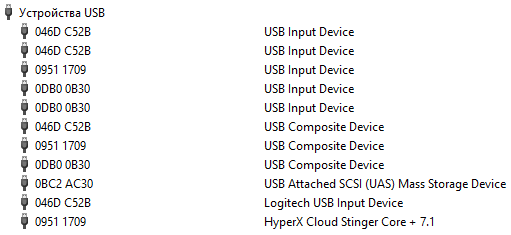 Устройства USB
046D C52B USB Input Device
046D C52B USB Input Device
0951 1709 USB Input Device
0DB0 0B30 USB Input Device
0DB0 0B30 USB Input Device
046D C52B USB Composite Device
0951 1709 USB Composite Device
0DB0 0B30 USB Composite Device
0BC2 AC30 USB Attached SCSI (UAS) Mass Storage Device
046D C52B Logitech USB Input Device
0951 1709 HyperX Cloud Stinger Core + 7.1